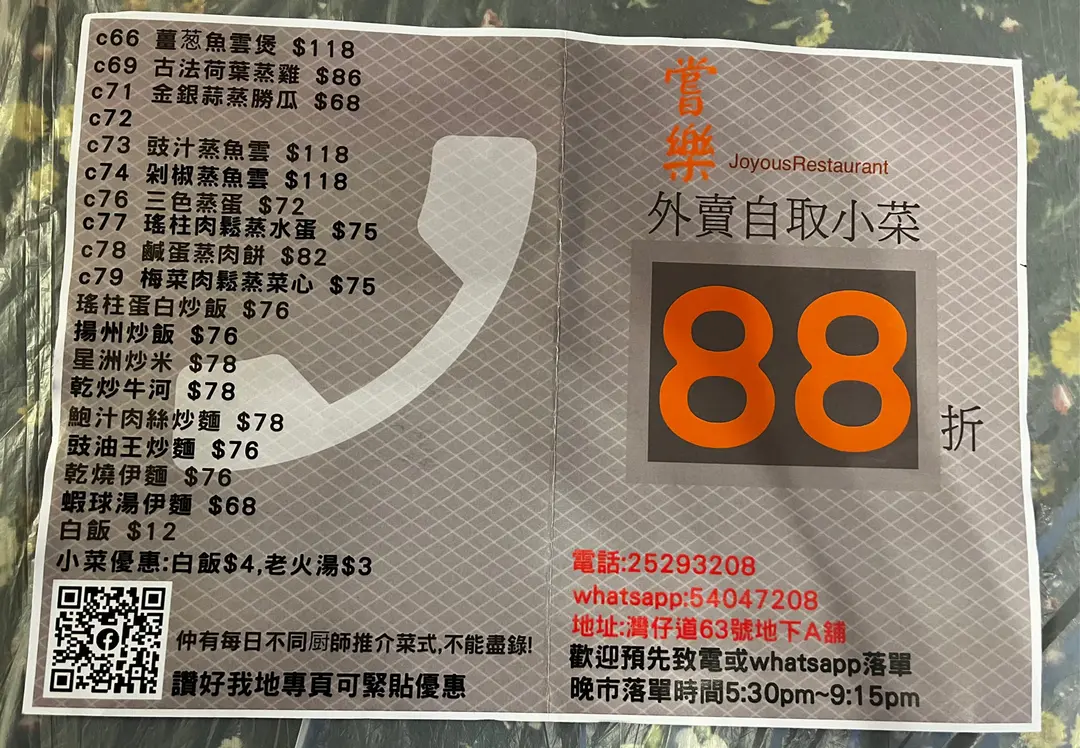 c66 薑葱魚雲煲 $118
c69 古法荷葉蒸雞 $86
c71 金銀蒜蒸勝瓜 $68
c72
c73 豉汁蒸魚雲 $118
c74 剁椒蒸魚雲 $118
c76 三色蒸蛋 $72
c77 瑤柱肉鬆蒸水蛋 $75
c78 鹹蛋蒸肉餅 $82
c79 梅菜肉鬆蒸菜心 $75
瑤柱蛋白炒飯 $76
揚州炒飯 $76
星洲炒米 $78
乾炒牛河 $78
鮑汁肉絲炒麵 $78
豉油王炒麵 $76
乾燒伊麵 $76
蝦球湯伊麵 $68
白飯 $12
小菜優惠:白飯$4,老火湯$3
仲有每日不同厨師推介菜式,不能盡錄!
讚好我地專頁可緊貼優惠
嘗樂 JoyousRestaurant
外賣自取小菜
88折
電話:25293208
whatsapp:54047208
地址:灣仔道63號地下A舖
歡迎預先致電或whatsapp落單
晚市落單時間5:30pm~9:15pm